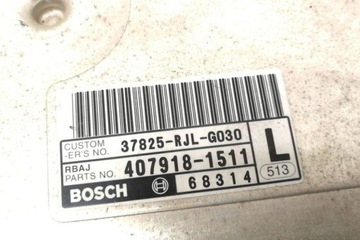 CUSTOM -ER'S NO. 37825-RJL-G030
RBAJ PARTS NO. 407918-1511
L
BOSCH 68314 513